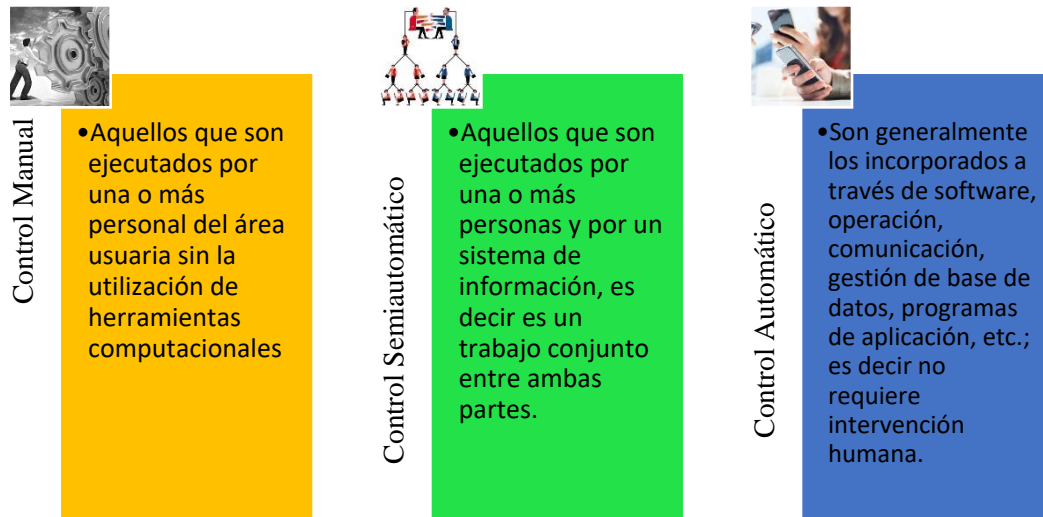 Control Manual
•Aquellos que son
ejecutados por
una o más
personal del área
usuaria sin la
utilización de
herramientas
computacionales
Control Semiautomático
•Aquellos que son
ejecutados por
una o más
personas y por un
sistema de
información, es
decir es un
trabajo conjunto
entre ambas
partes.
Control Automático
•Son generalmente
los incorporados a
través de software,
operación,
comunicación,
gestión de base de
datos, programas
de aplicación, etc.;
es decir no
requiere
intervención
humana.